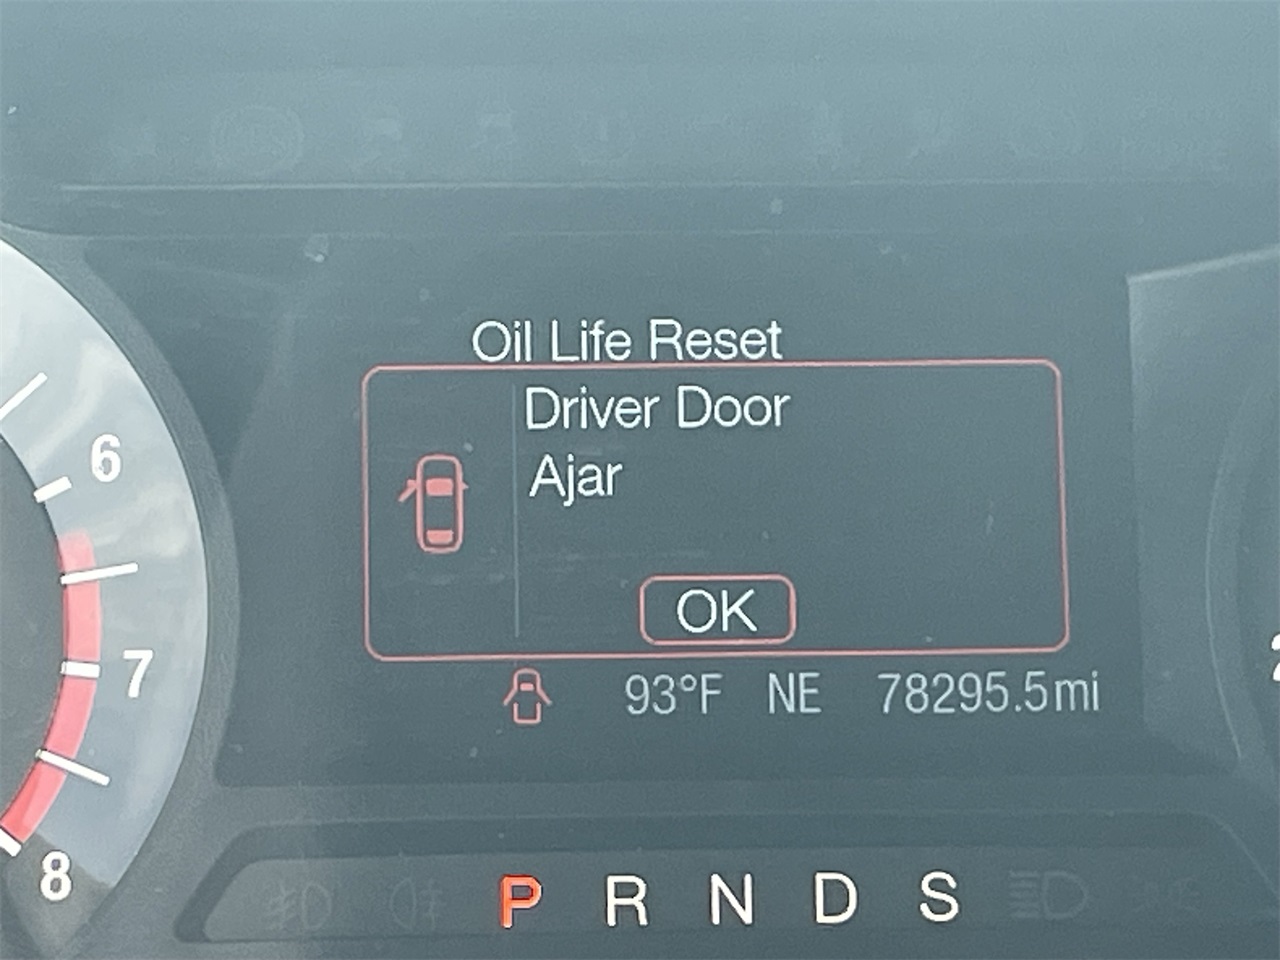 Oil Life Reset
Driver Door
Ajar
OK
93°F NE 78295.5mi
6
7
8
P R N D S